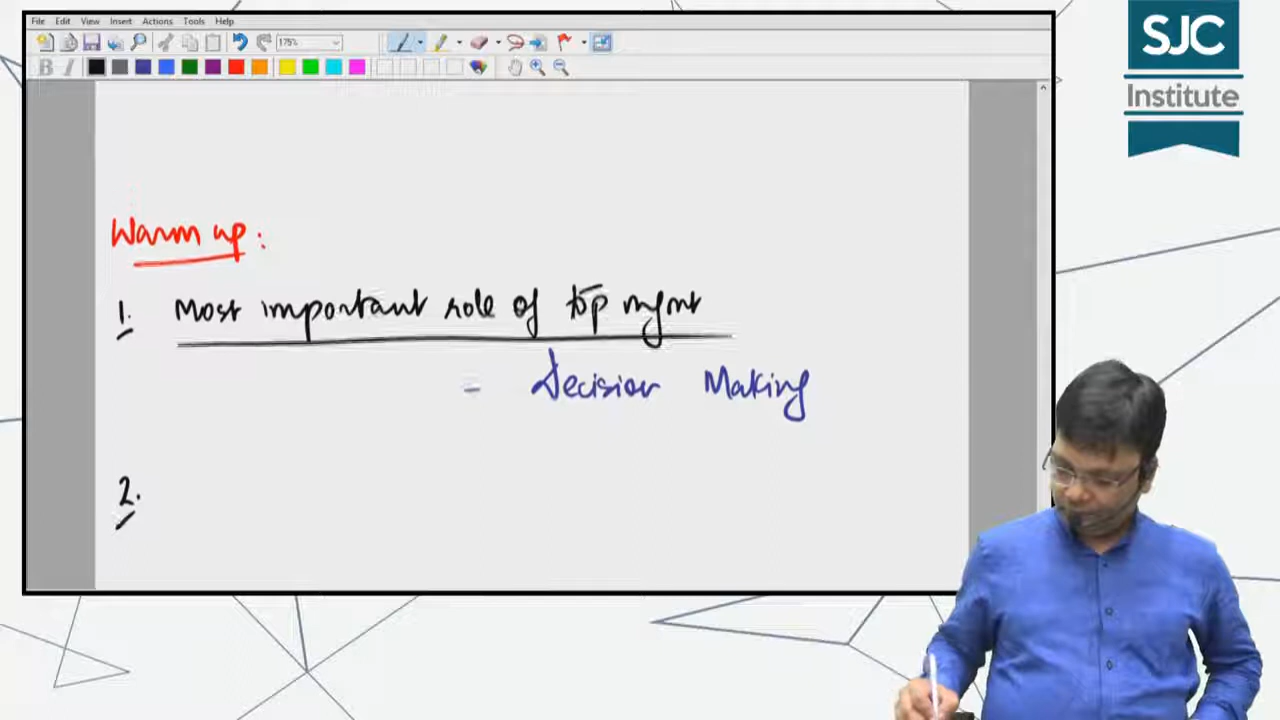 File Edit View Insert Actions Tools Help
175%
B I
SJC
Institute
Warm up:
1. Most important role of top mgmt
- Decision Making
2.